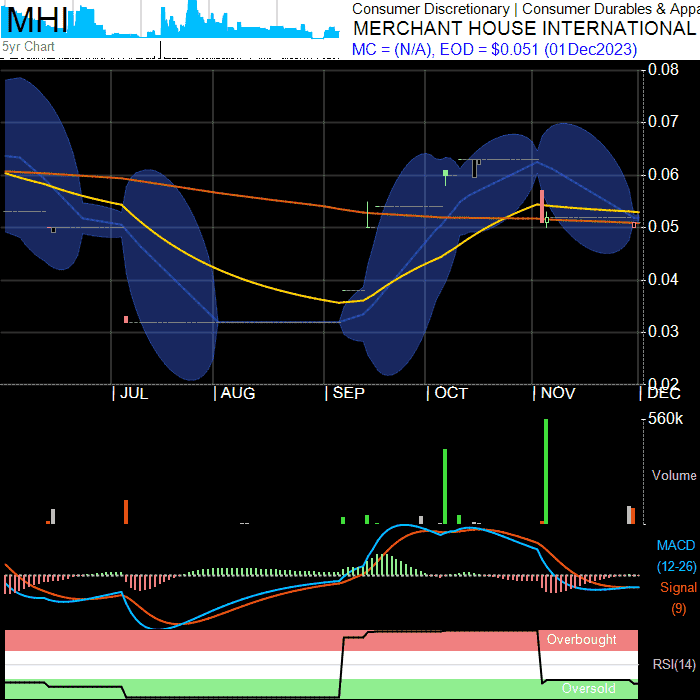 MHI
Consumer Discretionary | Consumer Durables & Appa
MERCHANT HOUSE INTERNATIONAL
5yr Chart
MC = (N/A), EOD = $0.051 (01Dec2023)
0.08
0.07
0.06
0.05
0.04
0.03
0.02
JUL
AUG
SEP
OCT
NOV
DEC
560k
Volume
MACD
(12-26)
Signal
(9)
Overbought
RSI(14)
Oversold